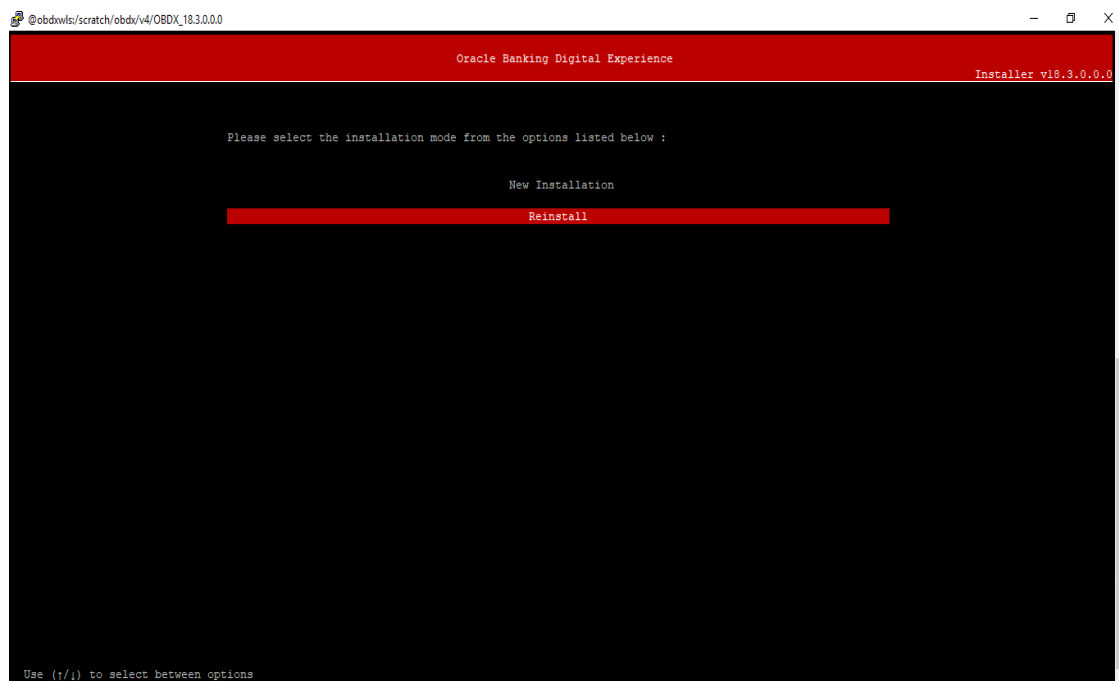 @obdxwls:/scratch/obdx/v4/OBDX_18.3.0.0.0
Oracle Banking Digital Experience
Installer v18.3.0.0.0
Please select the installation mode from the options listed below :
New Installation
Reinstall
Use (↑/↓) to select between options